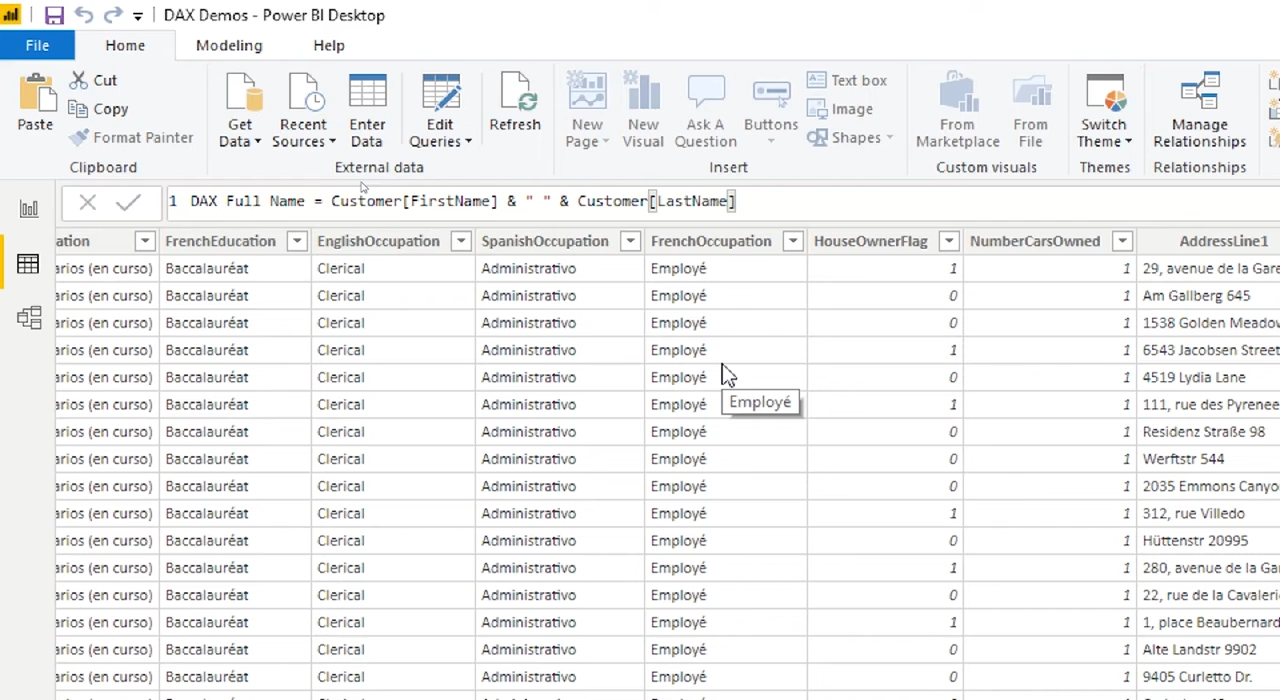 DAX Demos - Power BI Desktop
File Home Modeling Help
Paste Cut Copy Format Painter
Get Data Recent Sources Enter Data Edit Queries Refresh
New Page New Visual Ask A Question Buttons Text box Image Shapes
From Marketplace From File Switch Theme Manage Relationships
Clipboard External data Insert Custom visuals Themes Relationships
1 DAX Full Name = Customer[FirstName] & " " & Customer[LastName]
ation FrenchEducation EnglishOccupation SpanishOccupation FrenchOccupation HouseOwnerFlag NumberCarsOwned AddressLine1
arios (en curso) Baccalauréat Clerical Administrativo Employé 1 1 29, avenue de la Gare
arios (en curso) Baccalauréat Clerical Administrativo Employé 0 1 Am Gallberg 645
arios (en curso) Baccalauréat Clerical Administrativo Employé 0 1 1538 Golden Meadow
arios (en curso) Baccalauréat Clerical Administrativo Employé 1 1 6543 Jacobsen Street
arios (en curso) Baccalauréat Clerical Administrativo Employé 0 1 4519 Lydia Lane
Employé
arios (en curso) Baccalauréat Clerical Administrativo Employé 1 1 111, rue des Pyrenee
arios (en curso) Baccalauréat Clerical Administrativo Employé 0 1 Residenz Straße 98
arios (en curso) Baccalauréat Clerical Administrativo Employé 0 1 Werftstr 544
arios (en curso) Baccalauréat Clerical Administrativo Employé 0 1 2035 Emmons Canyo
arios (en curso) Baccalauréat Clerical Administrativo Employé 1 1 312, rue Villedo
arios (en curso) Baccalauréat Clerical Administrativo Employé 0 1 Hüttenstr 20995
arios (en curso) Baccalauréat Clerical Administrativo Employé 1 1 280, avenue de la Ga
arios (en curso) Baccalauréat Clerical Administrativo Employé 0 1 22, rue de la Cavaleri
arios (en curso) Baccalauréat Clerical Administrativo Employé 1 1 1, place Beaubernard
arios (en curso) Baccalauréat Clerical Administrativo Employé 0 1 Alte Landstr 9902
arios (en curso) Baccalauréat Clerical Administrativo Employé 0 1 9405 Curletto Dr.